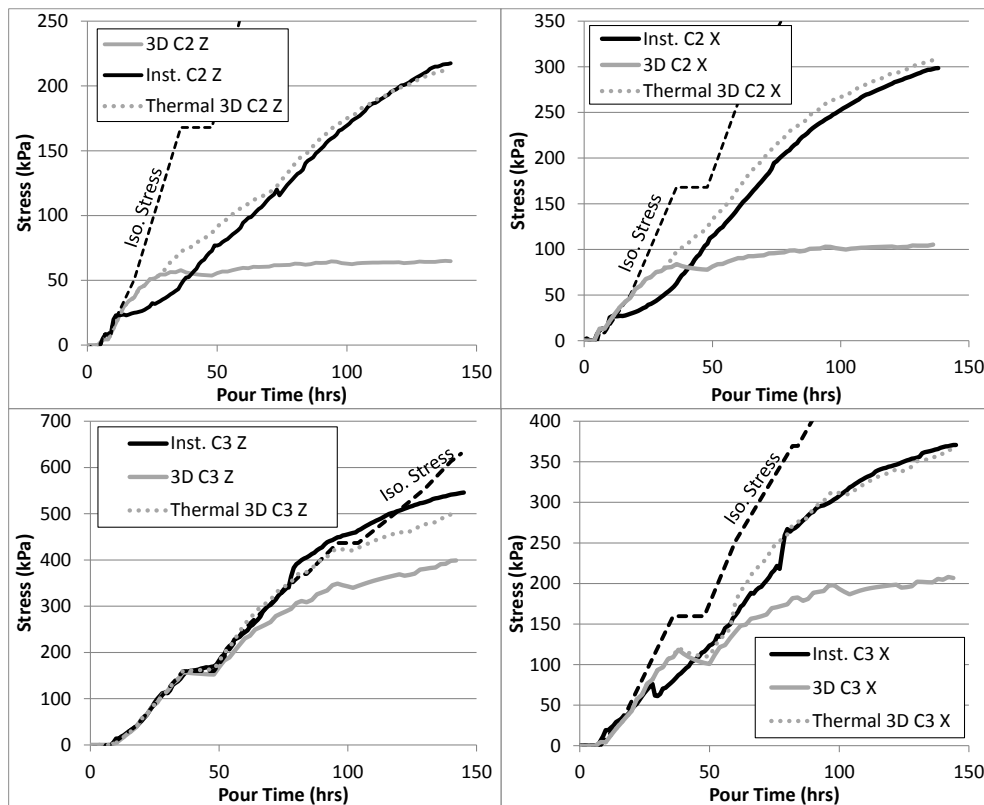 250
200
150
100
50
0
Stress (kPa)
3D C2 Z
Inst. C2 Z
Thermal 3D C2 Z
Iso. Stress
0 50 100 150
Pour Time (hrs)
350
300
250
200
150
100
50
0
Stress (kPa)
Inst. C2 X
3D C2 X
Thermal 3D C2 X
Iso. Stress
0 50 100 150
Pour Time (hrs)
700
600
500
400
300
200
100
0
Stress (kPa)
Inst. C3 Z
3D C3 Z
Thermal 3D C3 Z
Iso. Stress
0 50 100 150
Pour Time (hrs)
400
350
300
250
200
150
100
50
0
Stress (kPa)
Iso. Stress
Inst. C3 X
3D C3 X
Thermal 3D C3 X
0 50 100 150
Pour Time (hrs)